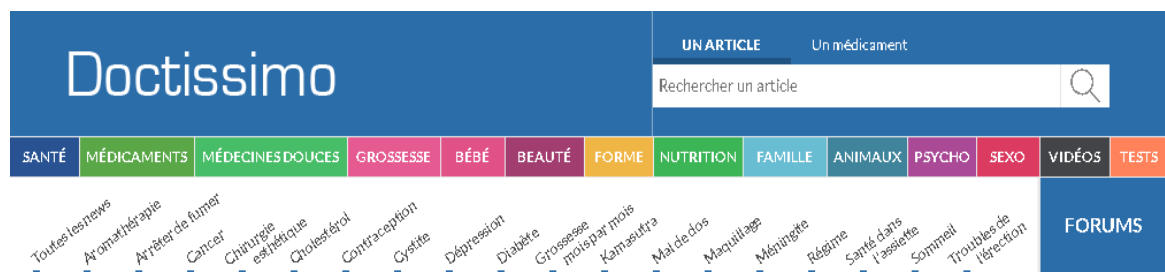 Doctissimo
UN ARTICLE
Un médicament
Rechercher un article
SANTÉ
MÉDICAMENTS
MÉDECINES DOUCES
GROSSESSE
BÉBÉ
BEAUTÉ
FORME
NUTRITION
FAMILLE
ANIMAUX
PSYCHO
SEXO
VIDÉOS
TESTS
Toutes les news
Aromathérapie
Arrêter de fumer
Cancer
Chirurgie
esthétique
Cholestérol
Contraception
Cystite
Dépression
Diabète
Grossesse
mois par mois
Kamasutra
Mal de dos
Maquillage
Méningite
Régime
Santé dans
l'assiette
Sommeil
Troubles de
l'érection
FORUMS